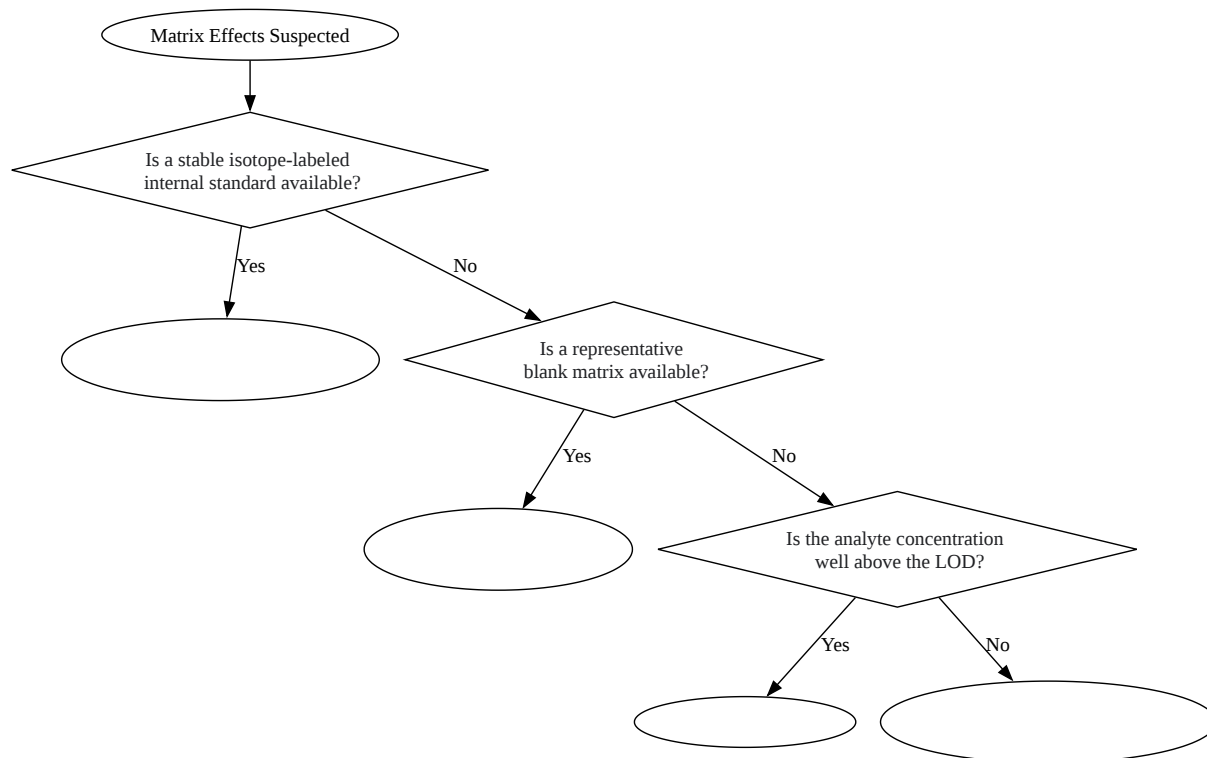 Matrix Effects Suspected
Is a stable isotope-labeled
internal standard available?
Yes
No
Is a representative
blank matrix available?
Yes
No
Is the analyte concentration
well above the LOD?
Yes
No